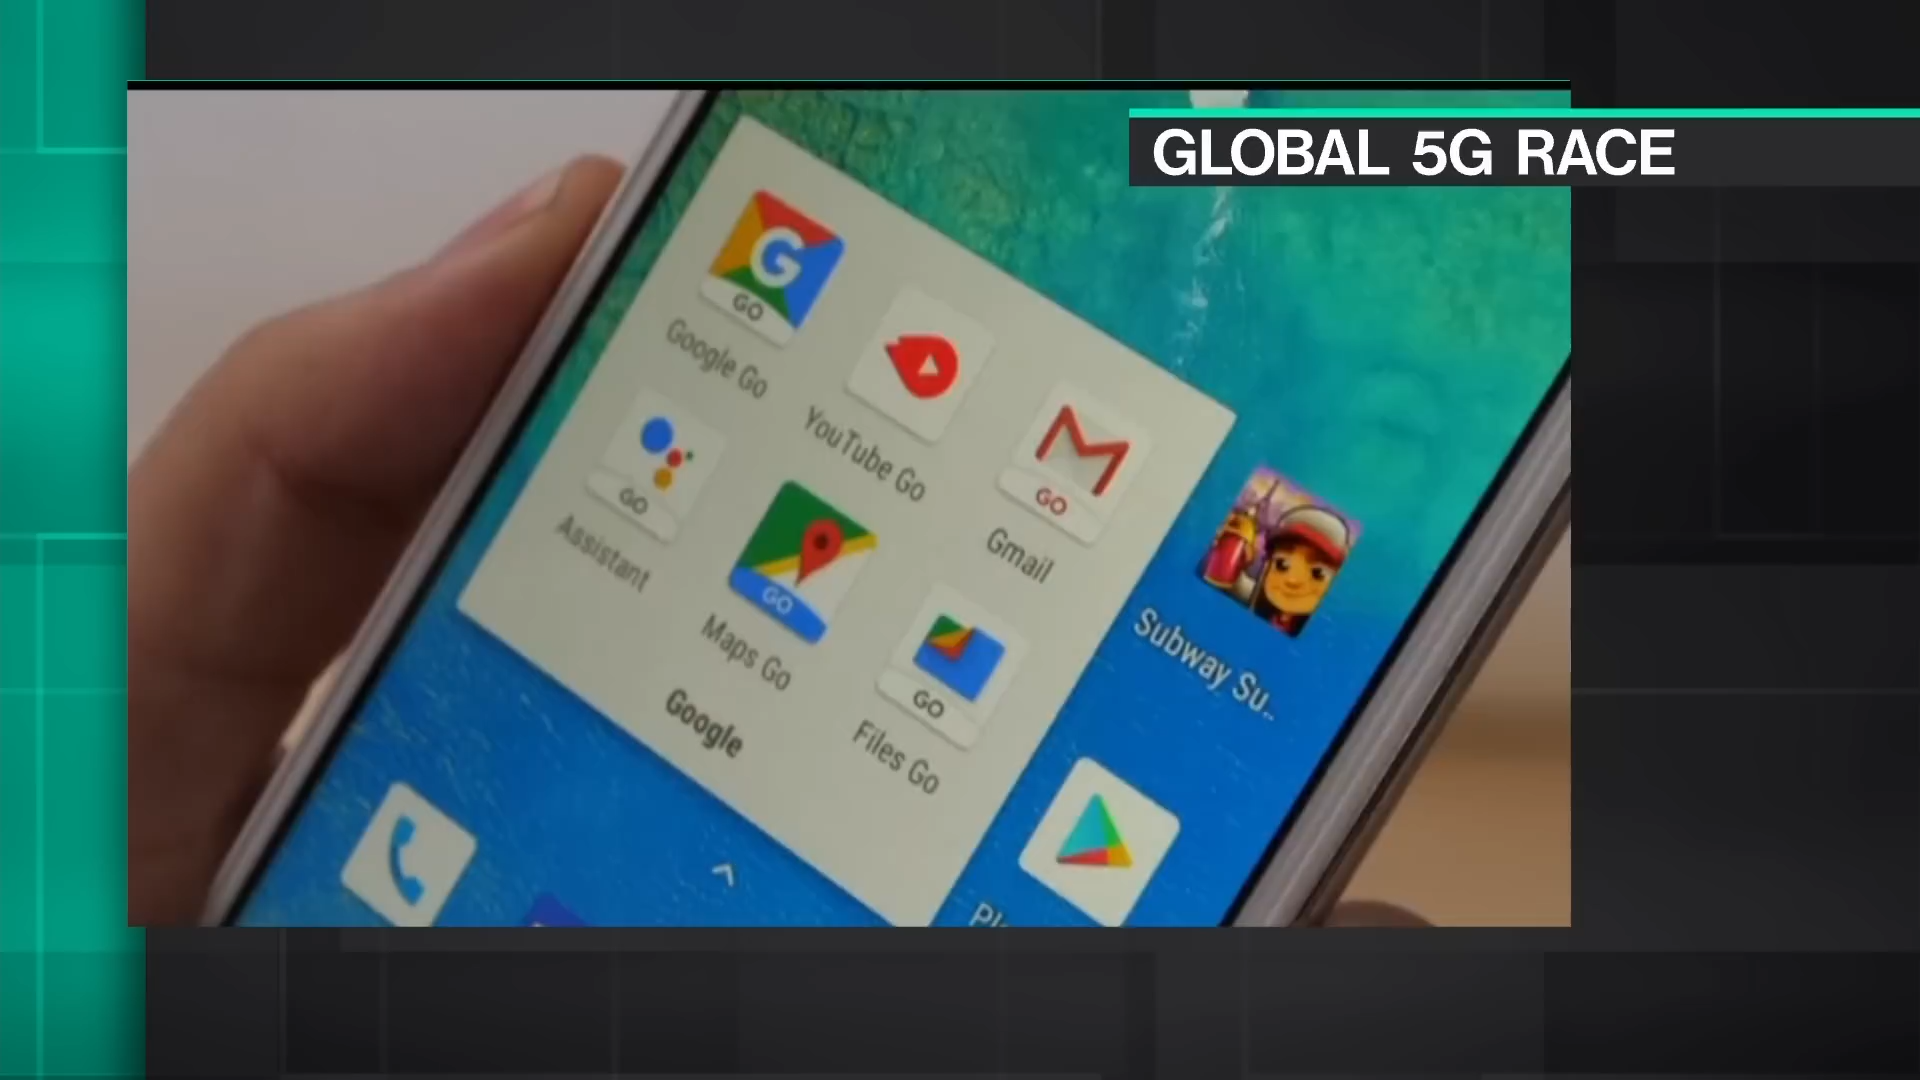 GLOBAL 5G RACE
GO
Google Go
YouTube Go
GO
Gmail
GO
Assistant
GO
Maps Go
GO
Files Go
Google
Subway Su..